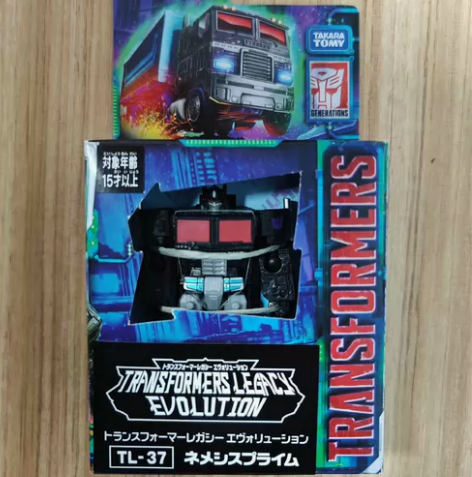 TAKARA
TOMY
GENERATIONS
対象年齢
15才以上
TRANSFORMERS
トランスフォーマーレガシー エヴォリューション
TRANSFORMERS LEGACY
EVOLUTION
トランスフォーマーレガシー エヴォリューション
TL-37 ネメシスプライム